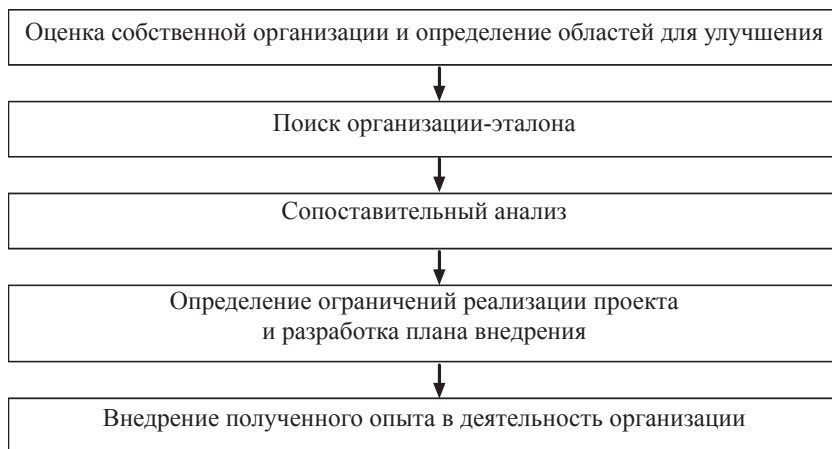 Оценка собственной организации и определение областей для улучшения
Поиск организации-эталона
Сопоставительный анализ
Определение ограничений реализации проекта
и разработка плана внедрения
Внедрение полученного опыта в деятельность организации